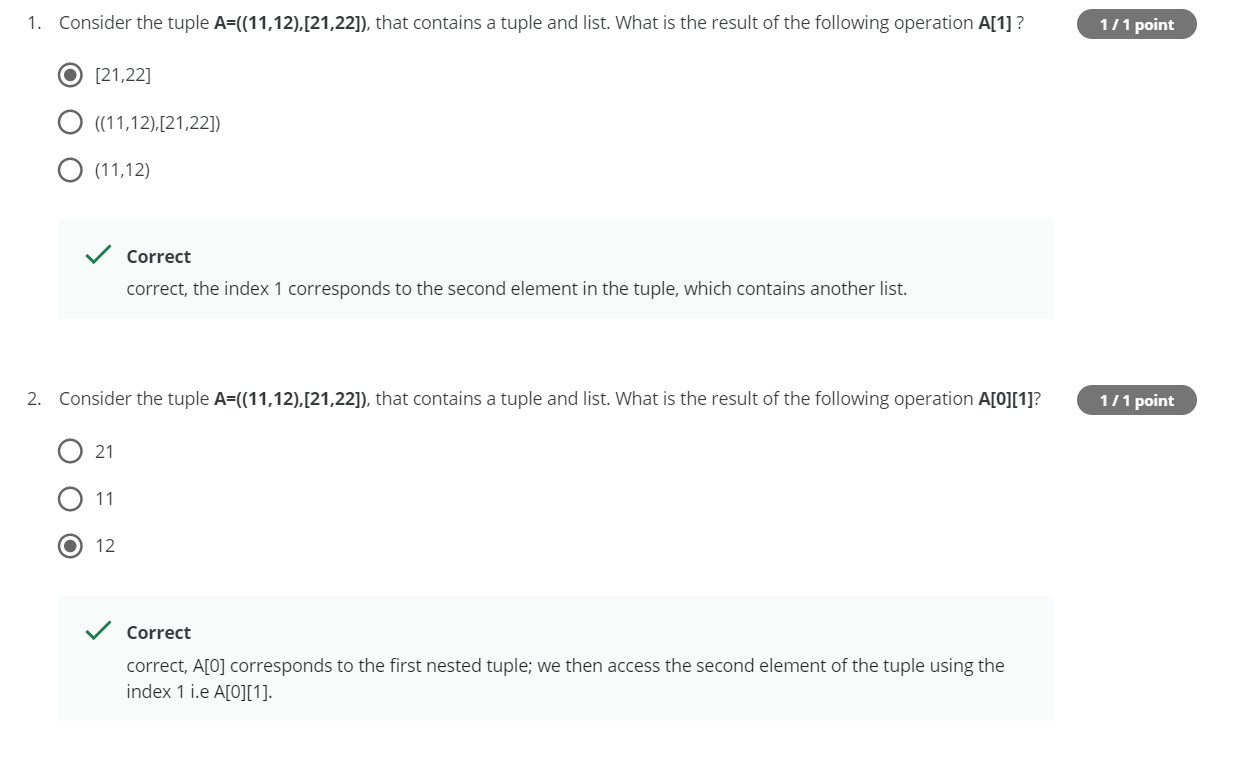 1. Consider the tuple A=((11,12),[21,22]), that contains a tuple and list. What is the result of the following operation A[1] ?
1 / 1 point
[21,22]
((11,12),[21,22])
(11,12)
Correct
correct, the index 1 corresponds to the second element in the tuple, which contains another list.
2. Consider the tuple A=((11,12),[21,22]), that contains a tuple and list. What is the result of the following operation A[0][1]?
1 / 1 point
21
11
12
Correct
correct, A[0] corresponds to the first nested tuple; we then access the second element of the tuple using the
index 1 i.e A[0][1].